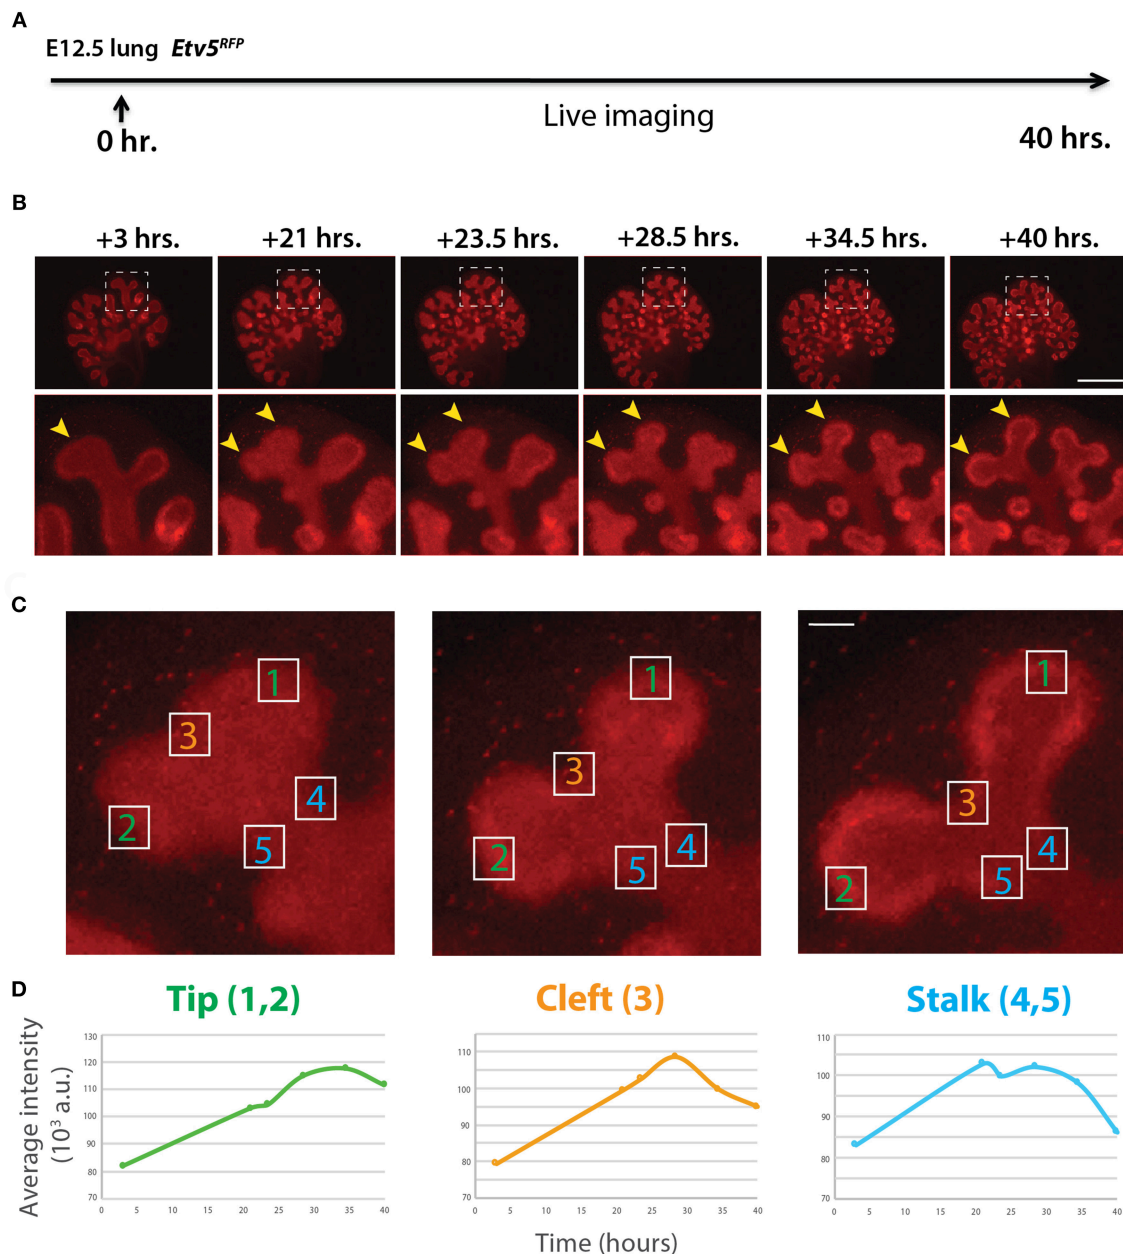 A
E12.5 lung Etv5RFP
Live imaging
0 hr.
40 hrs.
B
+3 hrs. +21 hrs. +23.5 hrs. +28.5 hrs. +34.5 hrs. +40 hrs.
C
1
3
2
4
5
1
3
2
4
5
1
3
2
4
5
D
Tip (1,2)
Cleft (3)
Stalk (4,5)
Average intensity
(10³ a.u.)
130
120
110
100
90
80
70
0 5 10 15 20 25 30 35 40
110
100
90
80
70
0 5 10 15 20 25 30 35 40
110
100
90
80
70
0 5 10 15 20 25 30 35 40
Time (hours)